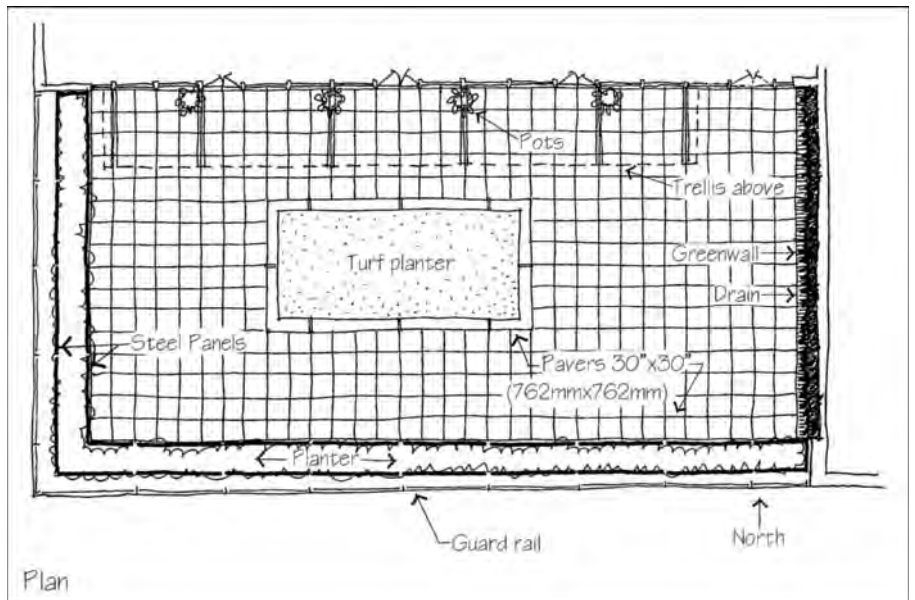 Pots
Trellis above
Turf planter
Greenwall
Drain
Steel Panels
Pavers 30"x30"
(762mmx762mm)
Planter
Guard rail
North
Plan